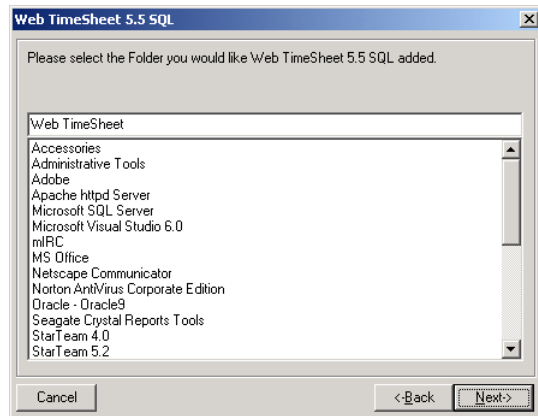 Web TimeSheet 5.5 SQL
Please select the Folder you would like Web TimeSheet 5.5 SQL added.
Web TimeSheet
Accessories
Administrative Tools
Adobe
Apache httpd Server
Microsoft SQL Server
Microsoft Visual Studio 6.0
mIRC
MS Office
Netscape Communicator
Norton AntiVirus Corporate Edition
Oracle - Oracle9
Seagate Crystal Reports Tools
StarTeam 4.0
StarTeam 5.2
Cancel
<-Back
Next->